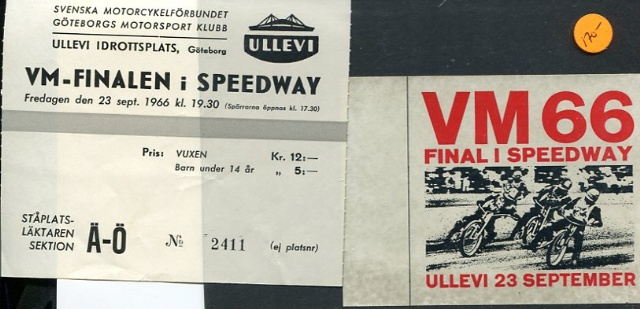 SVENSKA MOTORCYKELFÖRBUNDET
GÖTEBORGS MOTORSPORT KLUBB
ULLEVI IDROTTSPLATS, Göteborg
ULLEVI
VM-FINALEN i SPEEDWAY
Fredagen den 23 sept. 1966 kl. 19.30 (Spärrarna öppnas kl. 17.30)
Pris: VUXEN Kr. 12:—
Barn under 14 år „ 5:—
STÅPLATS-
LÄKTAREN
SEKTION Ä-Ö № 2411 (ej platsnr)
170-
VM 66
FINAL I SPEEDWAY
ULLEVI 23 SEPTEMBER